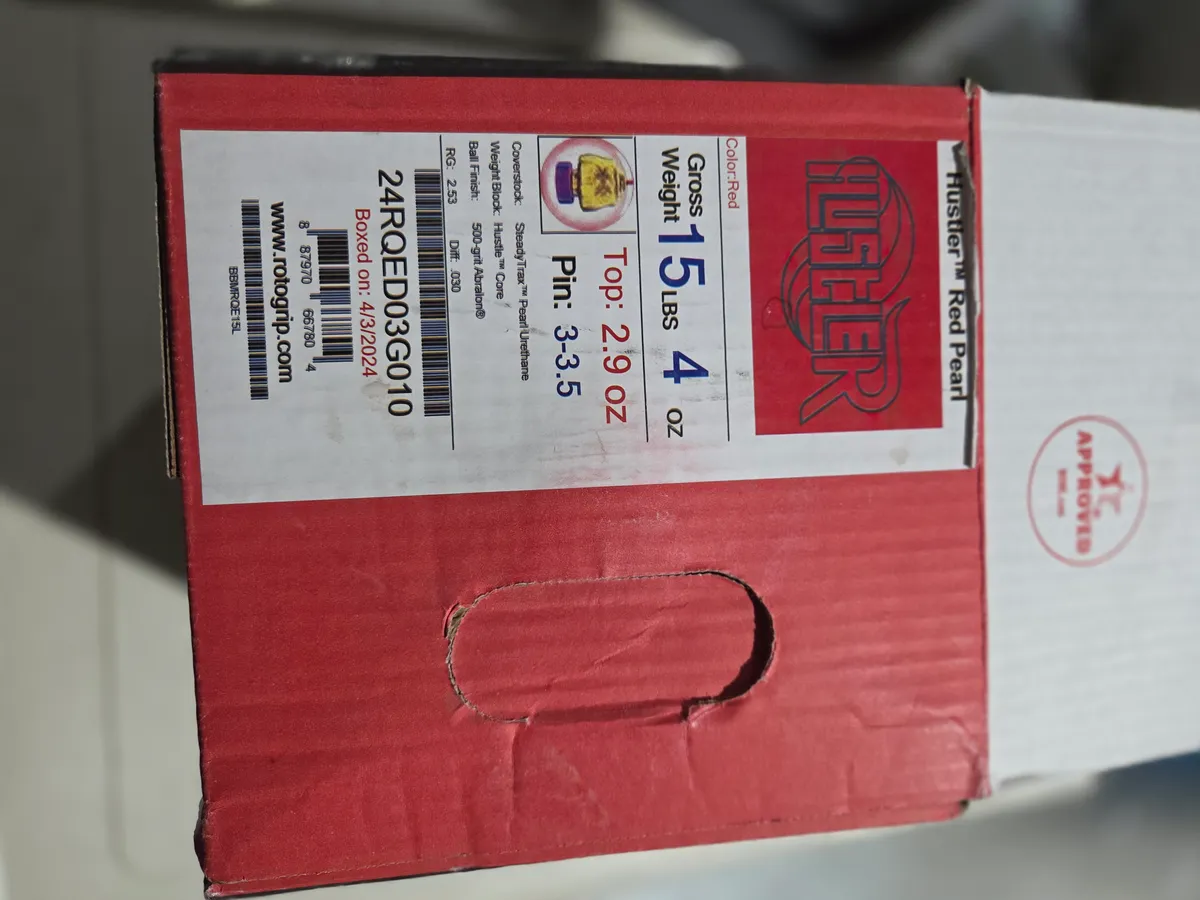 Hustler™ Red Pearl
HUSTLER
Color:Red
Gross Weight 15 LBS 4 oz
Top: 2.9 oz
Pin: 3-3.5
Coverstock: SteadyTrax™ Pearl Urethane
Weight Block: Hustle™ Core
Ball Finish: 500-grit Abralon®
RG: 2.53 Diff: .030
24RQED03G010
Boxed on: 4/3/2024
8 87970 66780 4
www.rotogrip.com
BBMRQE15L
APPROVED